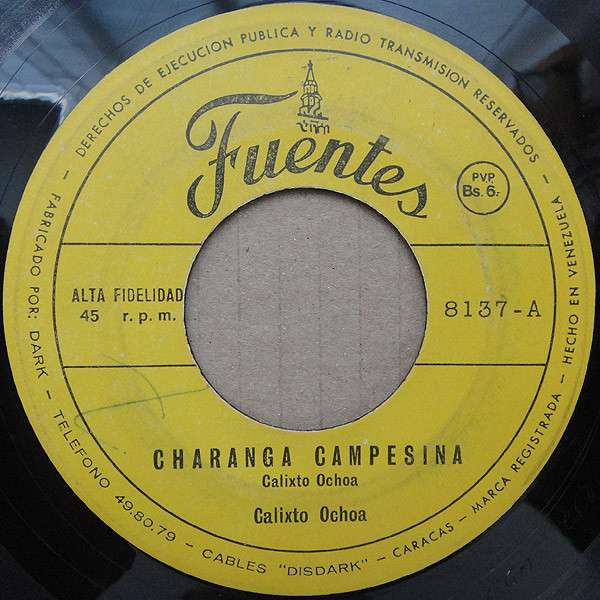 DERECHOS DE EJECUCION PUBLICA Y RADIO TRANSMISION RESERVADOS -
Fuentes
PVP
Bs. 6.-
ALTA FIDELIDAD
45 r. p. m.
8137-A
CHARANGA CAMPESINA
Calixto Ochoa
Calixto Ochoa
FABRICADO POR: DARK - TELEFONO 49.80.79 - CABLES "DISDARK" - CARACAS - MARCA REGISTRADA - HECHO EN VENEZUELA -